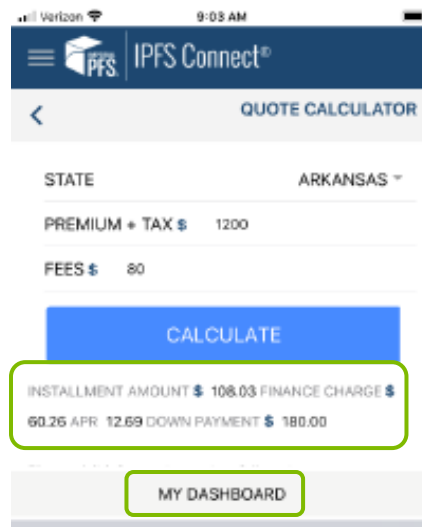 Verizon 9:03 AM
PFS. IPFS Connect®
QUOTE CALCULATOR
STATE ARKANSAS
PREMIUM + TAX $ 1200
FEES $ 80
CALCULATE
INSTALLMENT AMOUNT $ 108.03 FINANCE CHARGE $
60.26 APR 12.69 DOWN PAYMENT $ 180.00
MY DASHBOARD